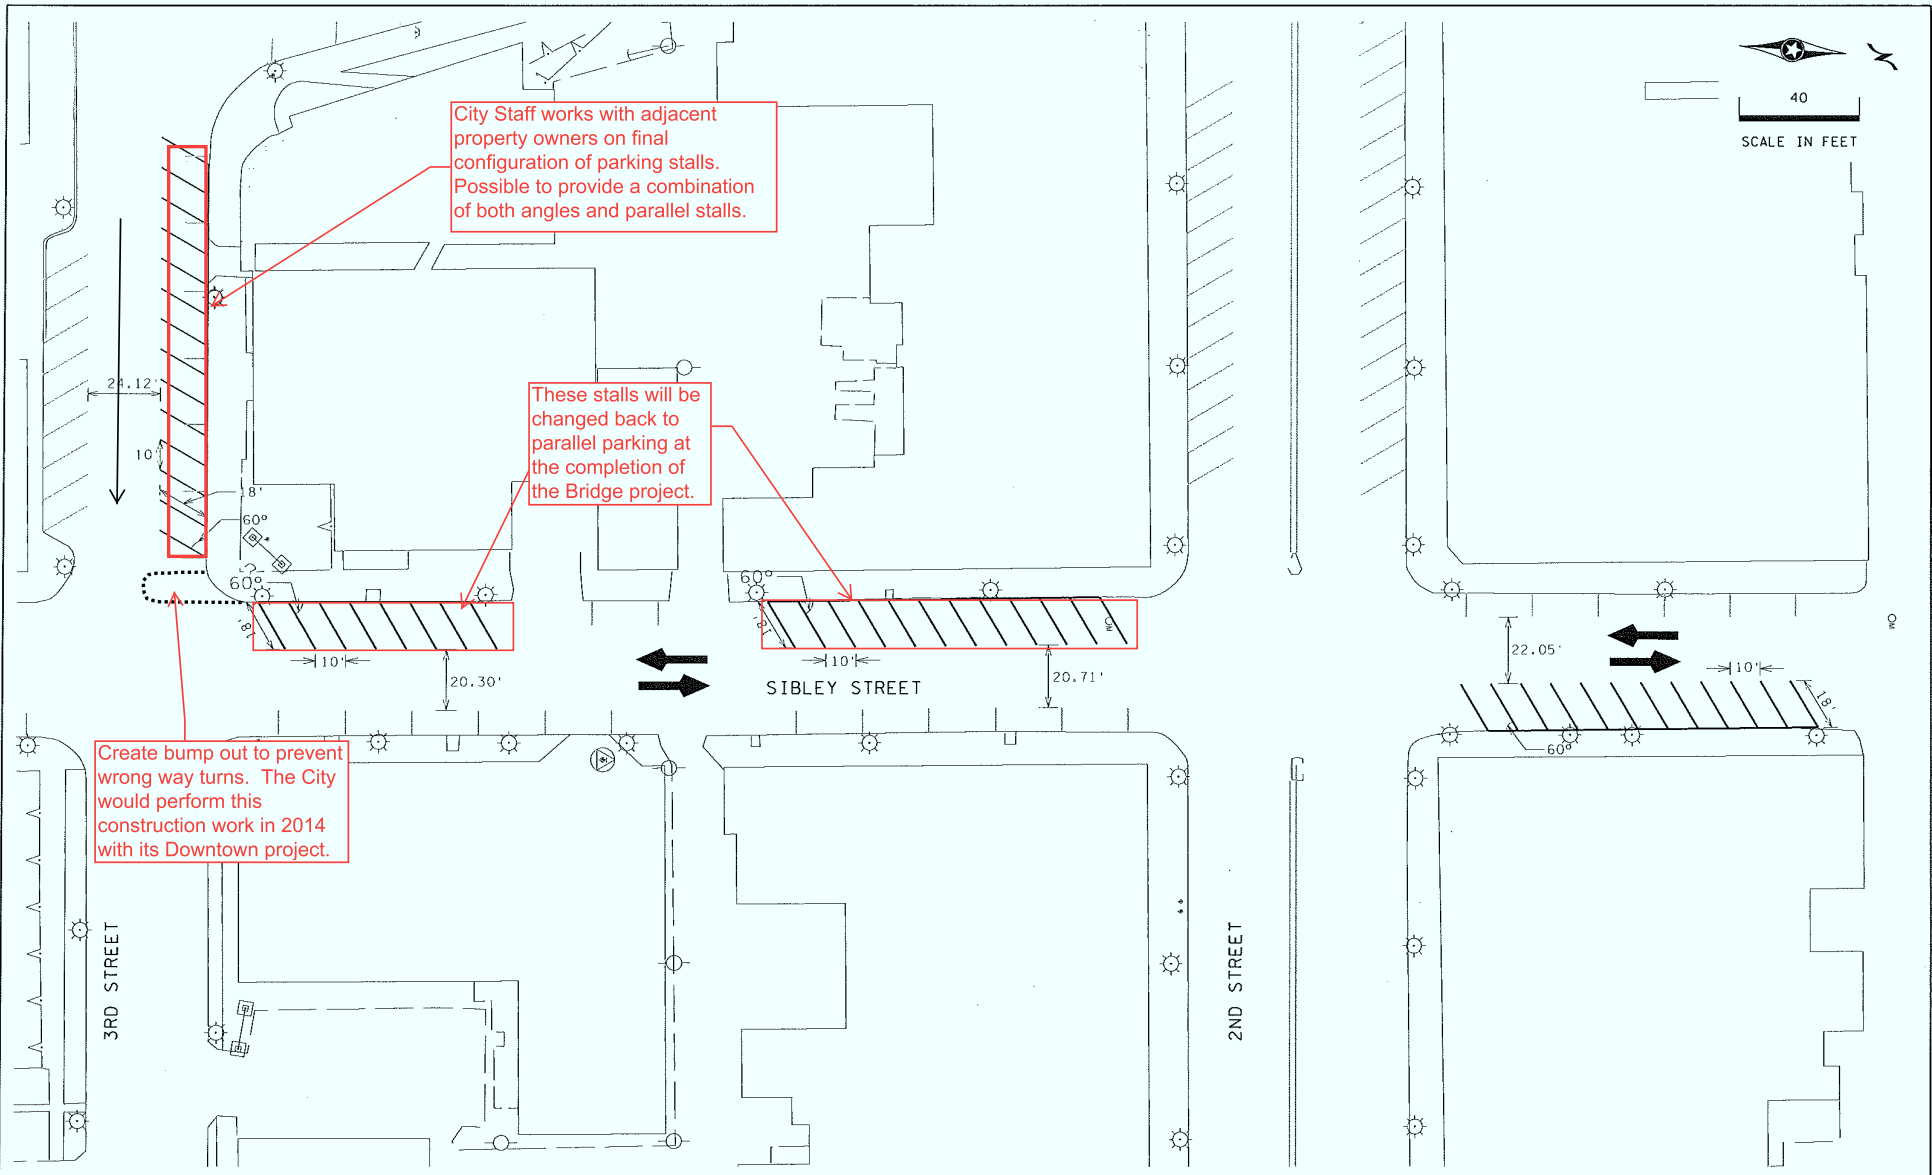 40
SCALE IN FEET
City Staff works with adjacent
property owners on final
configuration of parking stalls.
Possible to provide a combination
of both angles and parallel stalls.
24.12'
10'
18'
60°
These stalls will be
changed back to
parallel parking at
the completion of
the Bridge project.
60°
18'
10'
20.30'
60°
18'
10'
20.71'
SIBLEY STREET
22.05'
10'
18'
60°
Create bump out to prevent
wrong way turns. The City
would perform this
construction work in 2014
with its Downtown project.
3RD STREET
2ND STREET